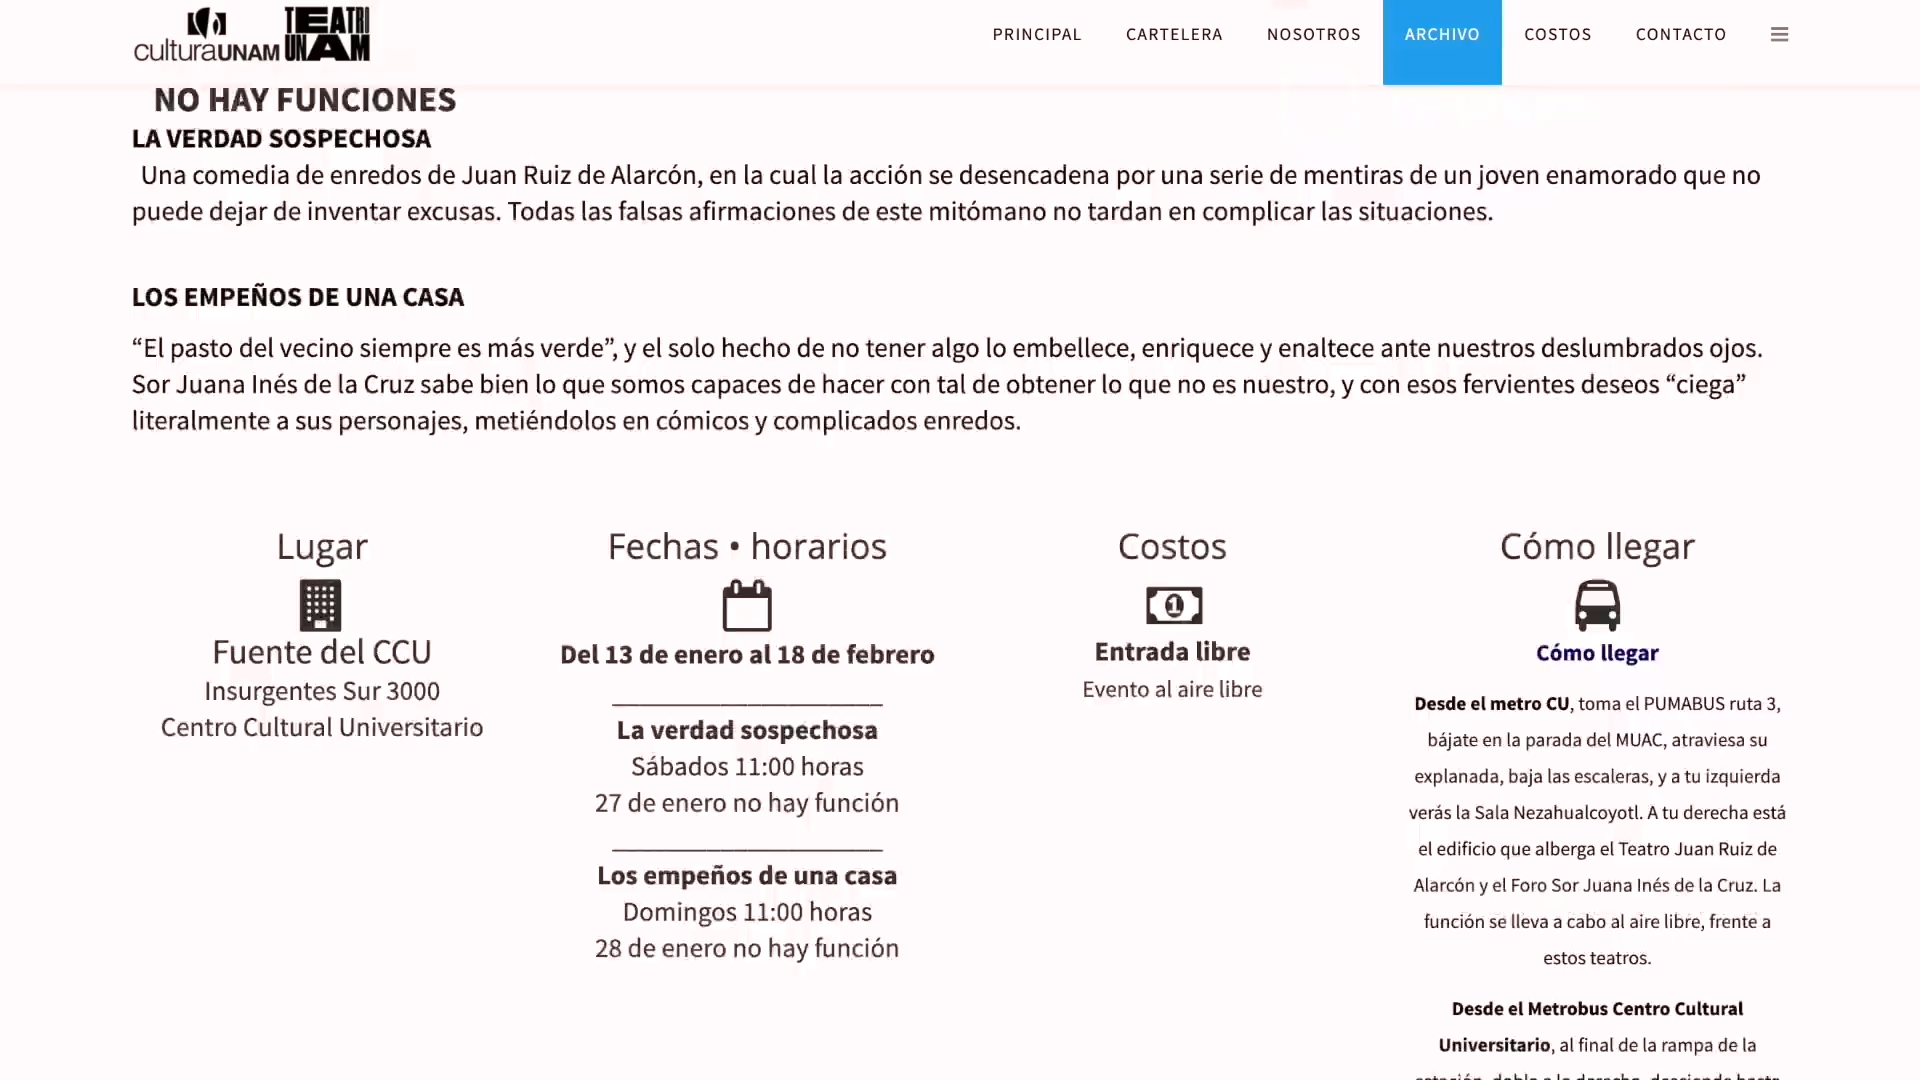 culturaUNAM TEATRO UNAM
PRINCIPAL CARTELERA NOSOTROS ARCHIVO COSTOS CONTACTO
NO HAY FUNCIONES
LA VERDAD SOSPECHOSA
Una comedia de enredos de Juan Ruiz de Alarcón, en la cual la acción se desencadena por una serie de mentiras de un joven enamorado que no
puede dejar de inventar excusas. Todas las falsas afirmaciones de este mitómano no tardan en complicar las situaciones.
LOS EMPEÑOS DE UNA CASA
“El pasto del vecino siempre es más verde”, y el solo hecho de no tener algo lo embellece, enriquece y enaltece ante nuestros deslumbrados ojos.
Sor Juana Inés de la Cruz sabe bien lo que somos capaces de hacer con tal de obtener lo que no es nuestro, y con esos fervientes deseos “ciega”
literalmente a sus personajes, metiéndolos en cómicos y complicados enredos.
Lugar
Fuente del CCU
Insurgentes Sur 3000
Centro Cultural Universitario
Fechas • horarios
Del 13 de enero al 18 de febrero
____________________
La verdad sospechosa
Sábados 11:00 horas
27 de enero no hay función
____________________
Los empeños de una casa
Domingos 11:00 horas
28 de enero no hay función
Costos
1
Entrada libre
Evento al aire libre
Cómo llegar
Cómo llegar
Desde el metro CU, toma el PUMABUS ruta 3,
bájate en la parada del MUAC, atraviesa su
explanada, baja las escaleras, y a tu izquierda
verás la Sala Nezahualcoyotl. A tu derecha está
el edificio que alberga el Teatro Juan Ruiz de
Alarcón y el Foro Sor Juana Inés de la Cruz. La
función se lleva a cabo al aire libre, frente a
estos teatros.
Desde el Metrobus Centro Cultural
Universitario, al final de la rampa de la